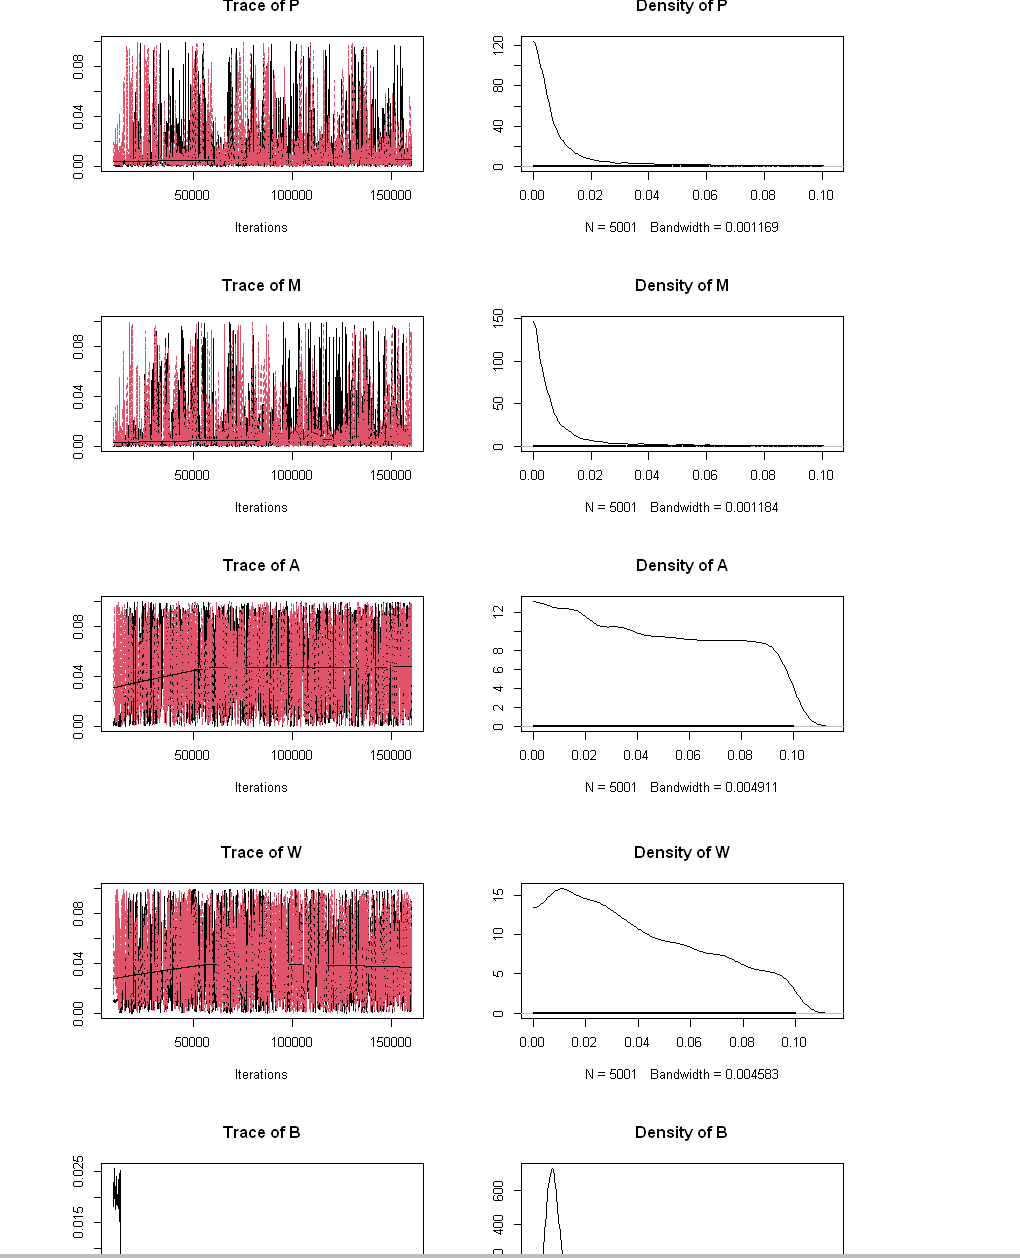 Trace of P
Density of P
0.00 0.04 0.08
50000 100000 150000
Iterations
0 40 80 120
0.00 0.02 0.04 0.06 0.08 0.10
N = 5001 Bandwidth = 0.001169
Trace of M
Density of M
0.00 0.04 0.08
50000 100000 150000
Iterations
0 50 100 150
0.00 0.02 0.04 0.06 0.08 0.10
N = 5001 Bandwidth = 0.001184
Trace of A
Density of A
0.00 0.04 0.08
50000 100000 150000
Iterations
0 2 4 6 8 12
0.00 0.02 0.04 0.06 0.08 0.10
N = 5001 Bandwidth = 0.004911
Trace of W
Density of W
0.00 0.04 0.08
50000 100000 150000
Iterations
0 5 10 15
0.00 0.02 0.04 0.06 0.08 0.10
N = 5001 Bandwidth = 0.004583
Trace of B
Density of B
0.015 0.025
400 600